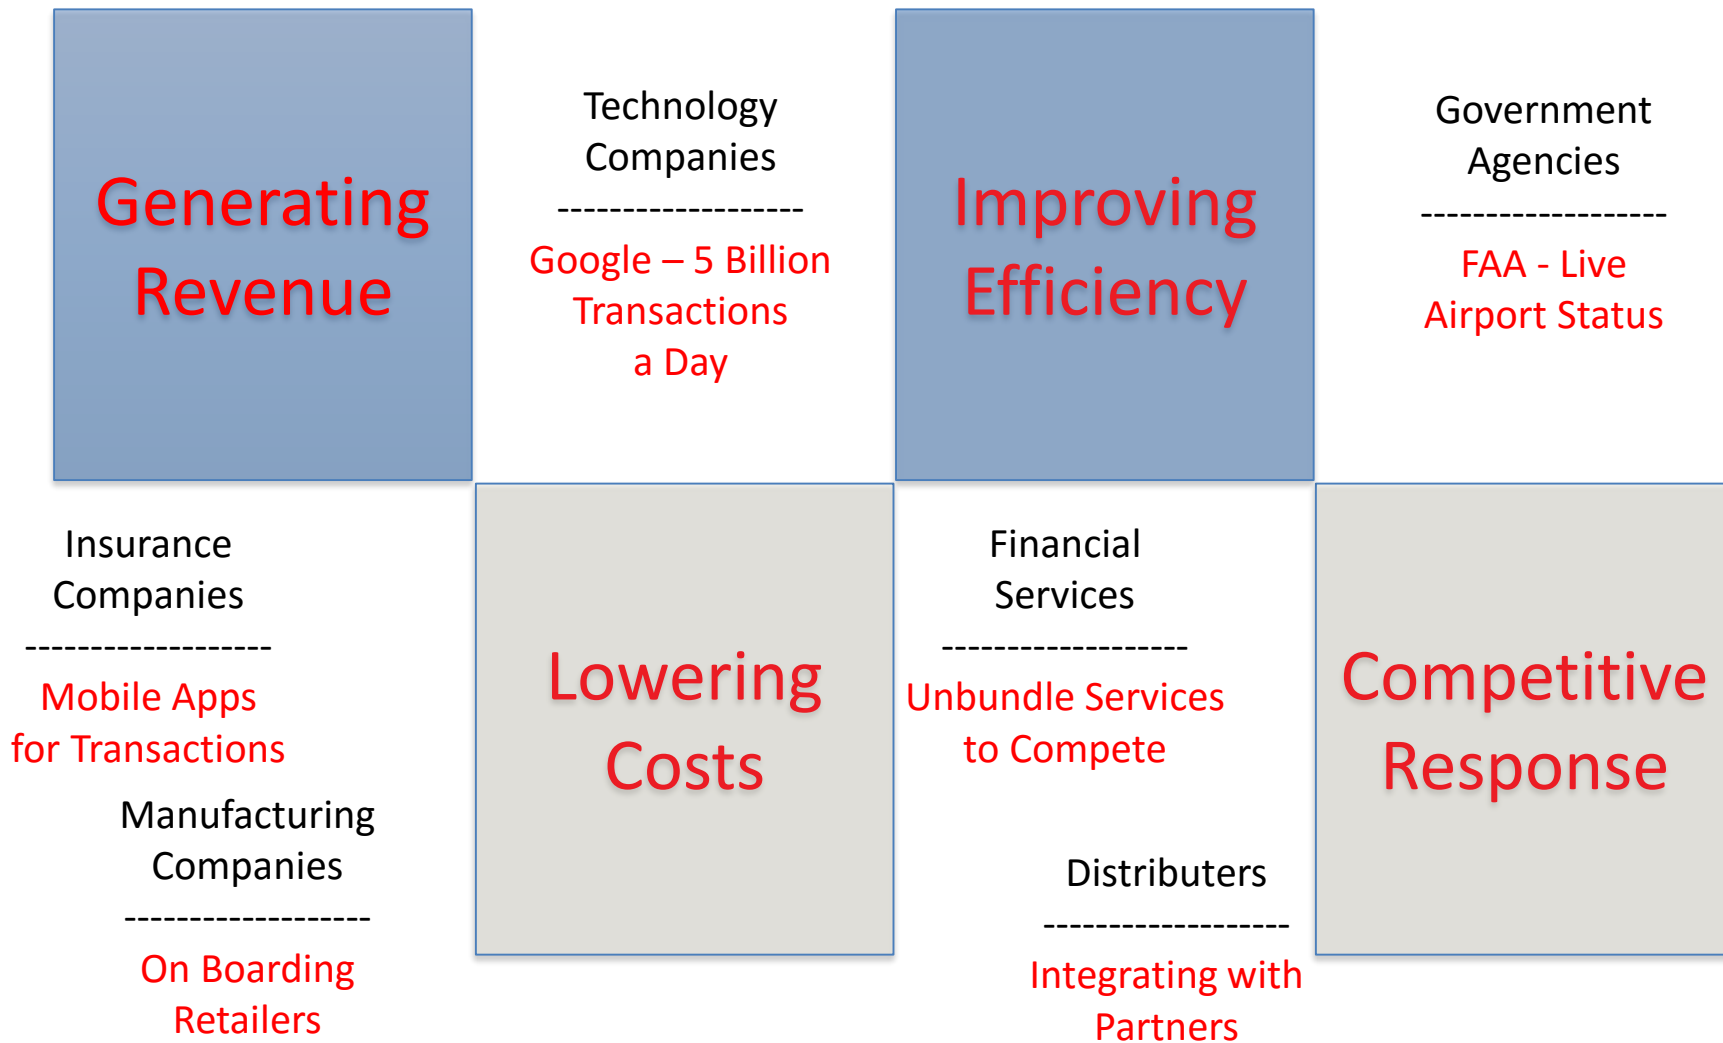 Generating
Revenue
Technology
Companies
-------------------
Google – 5 Billion
Transactions
a Day
Improving
Efficiency
Government
Agencies
-------------------
FAA - Live
Airport Status
Insurance
Companies
-------------------
Mobile Apps
for Transactions
Manufacturing
Companies
-------------------
On Boarding
Retailers
Lowering
Costs
Financial
Services
-------------------
Unbundle Services
to Compete
Distributers
-------------------
Integrating with
Partners
Competitive
Response